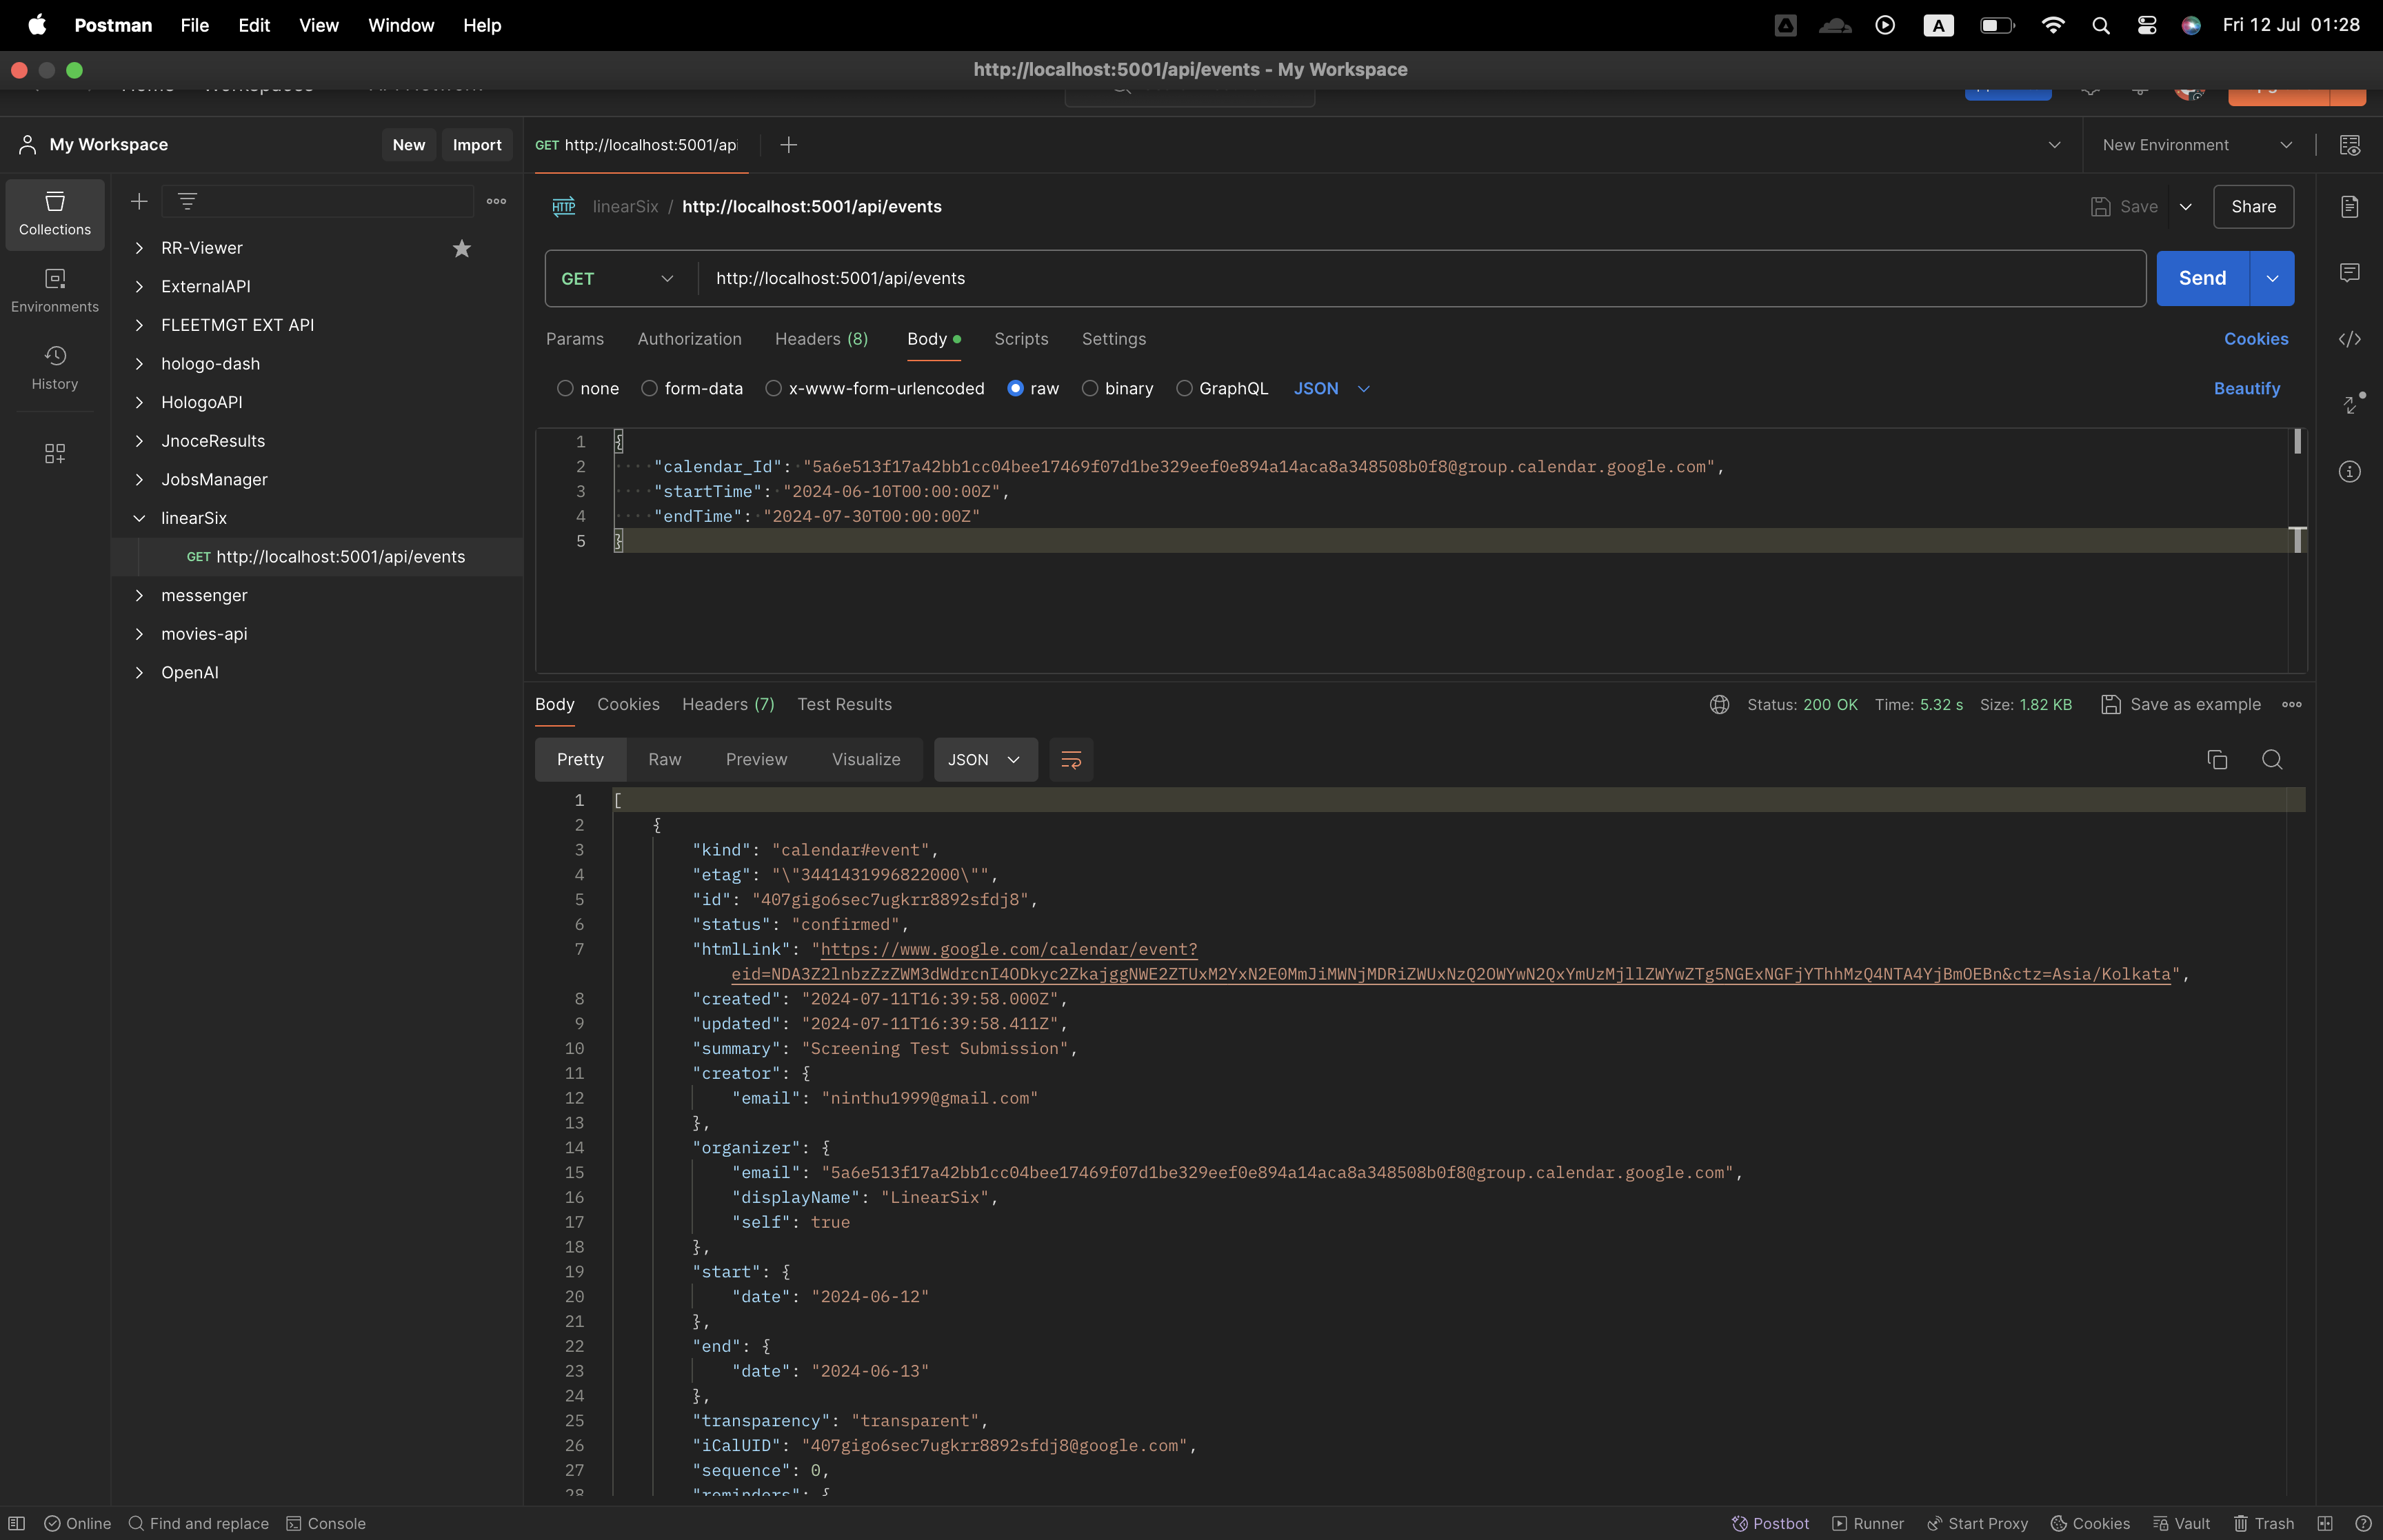 Postman File Edit View Window Help
A Fri 12 Jul 01:28
http://localhost:5001/api/events - My Workspace
My Workspace New Import
GET http://localhost:5001/api
New Environment
Collections
Environments
History
RR-Viewer
ExternalAPI
FLEETMGT EXT API
hologo-dash
HologoAPI
JnoceResults
JobsManager
linearSix
GET http://localhost:5001/api/events
messenger
movies-api
OpenAI
HTTP linearSix / http://localhost:5001/api/events
Save Share
GET http://localhost:5001/api/events Send
Params Authorization Headers (8) Body Scripts Settings Cookies
none form-data x-www-form-urlencoded raw binary GraphQL JSON Beautify
1 {
2 "calendar_Id": "5a6e513f17a42bb1cc04bee17469f07d1be329eef0e894a14aca8a348508b0f8@group.calendar.google.com",
3 "startTime": "2024-06-10T00:00:00Z",
4 "endTime": "2024-07-30T00:00:00Z"
5 }
Body Cookies Headers (7) Test Results Status: 200 OK Time: 5.32 s Size: 1.82 KB Save as example
Pretty Raw Preview Visualize JSON
1 [
2 {
3 "kind": "calendar#event",
4 "etag": "\"3441431996822000\"",
5 "id": "407gigo6sec7ugkrr8892sfdj8",
6 "status": "confirmed",
7 "htmlLink": "https://www.google.com/calendar/event?
eid=NDA3Z2lnbzZzZWM3dWdrcnI4ODkyc2ZkajggNWE2ZTUxM2YxN2E0MmJiMWNjMDRiZWUxNzQ2OWYwN2QxYmUzMjllZWYwZTg5NGExNGFjYThhMzQ4NTA4YjBmOEBn&ctz=Asia/Kolkata",
8 "created": "2024-07-11T16:39:58.000Z",
9 "updated": "2024-07-11T16:39:58.411Z",
10 "summary": "Screening Test Submission",
11 "creator": {
12 "email": "ninthu1999@gmail.com"
13 },
14 "organizer": {
15 "email": "5a6e513f17a42bb1cc04bee17469f07d1be329eef0e894a14aca8a348508b0f8@group.calendar.google.com",
16 "displayName": "LinearSix",
17 "self": true
18 },
19 "start": {
20 "date": "2024-06-12"
21 },
22 "end": {
23 "date": "2024-06-13"
24 },
25 "transparency": "transparent",
26 "iCalUID": "407gigo6sec7ugkrr8892sfdj8@google.com",
27 "sequence": 0,
28 "reminders": {
Online Find and replace Console Postbot Runner Start Proxy Cookies Vault Trash